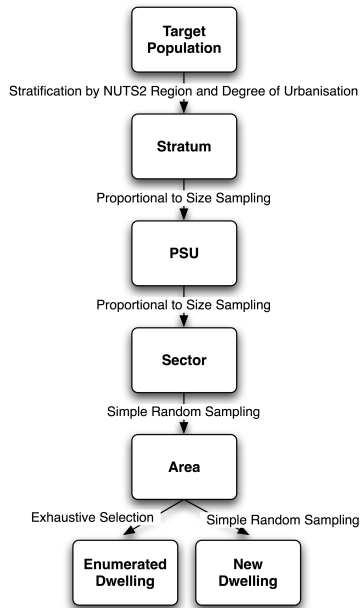 Target
Population
Stratification by NUTS2 Region and Degree of Urbanisation
Stratum
Proportional to Size Sampling
PSU
Proportional to Size Sampling
Sector
Simple Random Sampling
Area
Exhaustive Selection
Simple Random Sampling
Enumerated
Dwelling
New
Dwelling